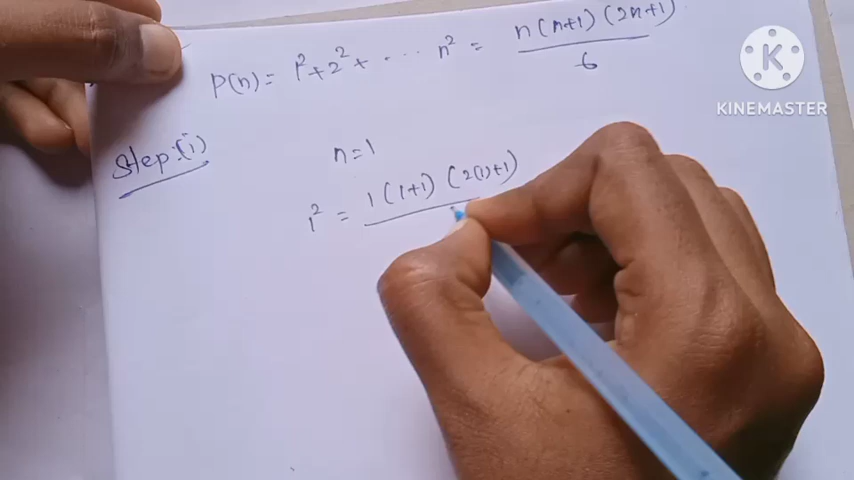 P(n) = 1²+2²+ ··· n² = n(n+1)(2n+1) / 6
Step:(i)
n=1
1² = 1(1+1)(2(1)+1)
K
KINEMASTER